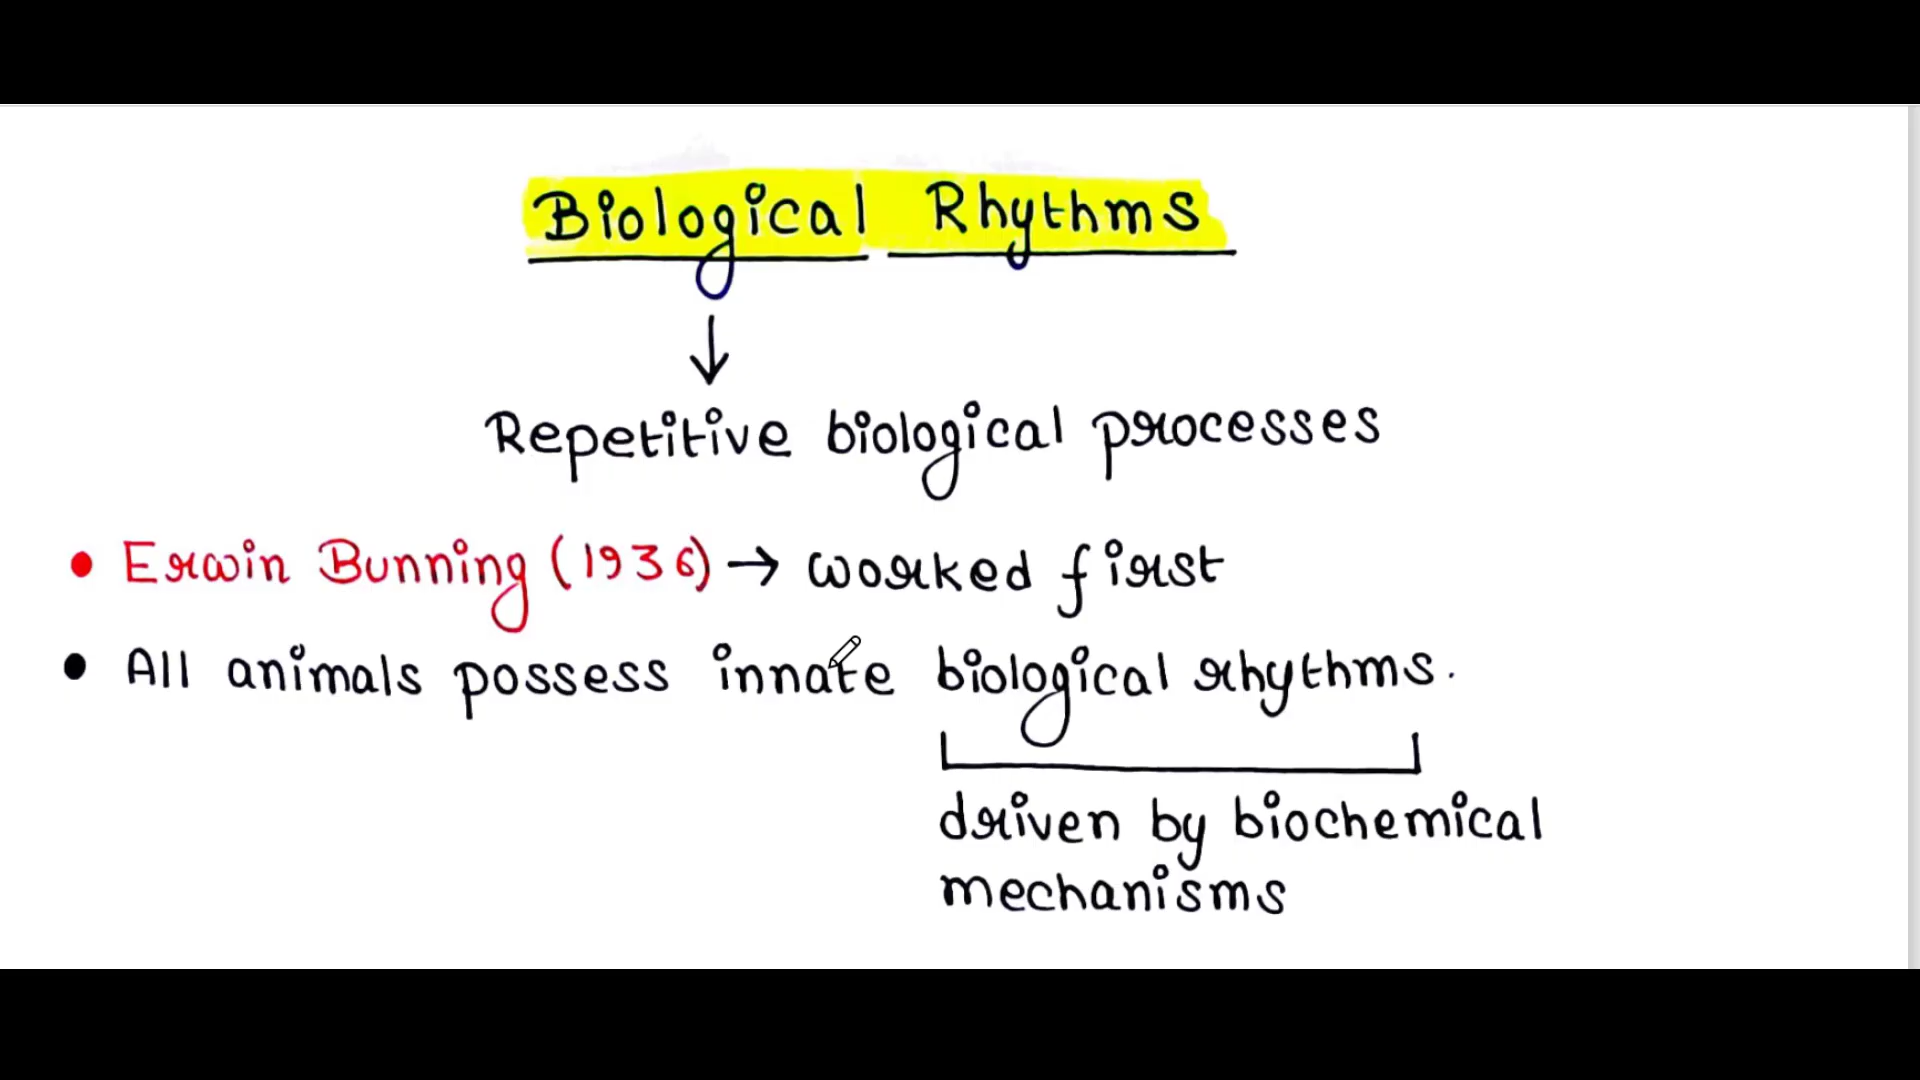 Biological Rhythms
↓
Repetitive biological processes
• Erwin Bunning (1936) → worked first
• All animals possess innate biological rhythms.
driven by biochemical
mechanisms